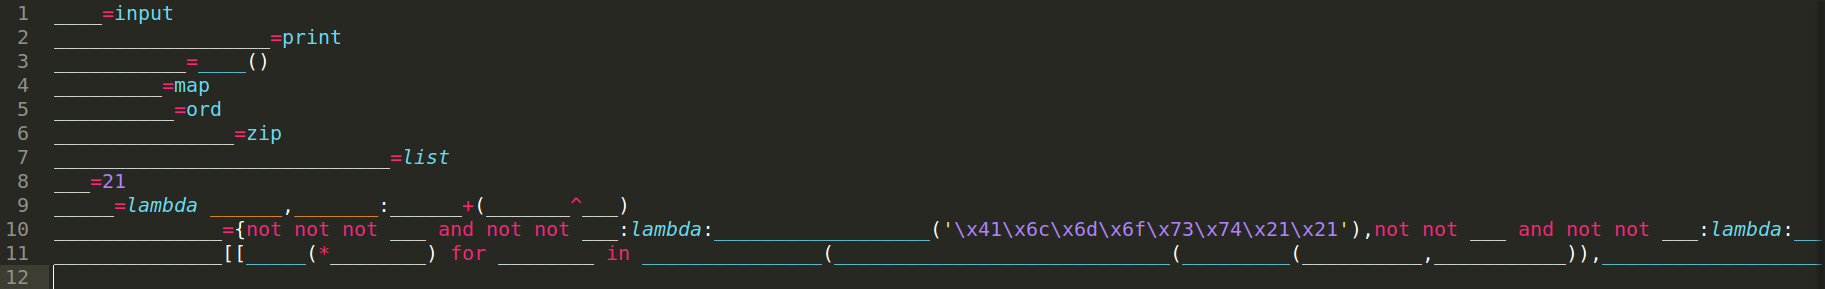 1 ____=input
2 __________________=print
3 ___________=____()
4 _________=map
5 __________=ord
6 _______________=zip
7 ____________________________=list
8 ___=21
9 _____=lambda ______,_______:______+(_______^___)
10 ______________={not not not ___ and not not ___:lambda:__________________('\x41\x6c\x6d\x6f\x73\x74\x21\x21'),not not ___ and not not ___:lambda:__
11 ______________[[_____(*________) for ________ in _______________(____________________________(_________(__________,___________)),__________________
12